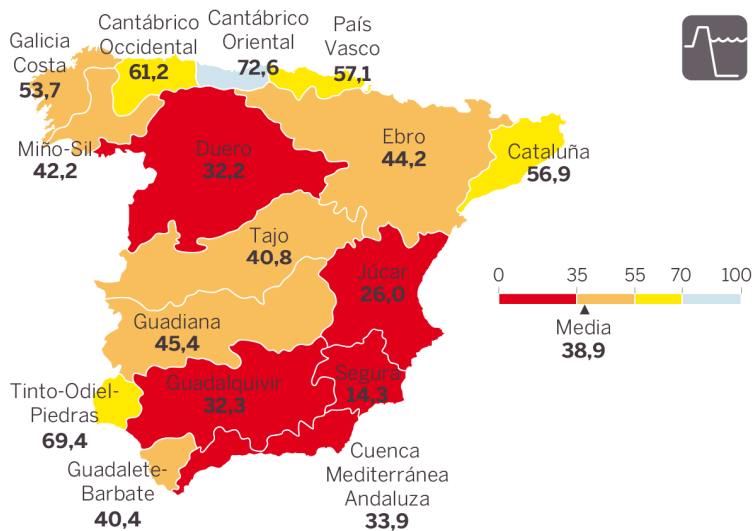 Galicia
Costa
53,7
Cantábrico
Occidental
61,2
Cantábrico
Oriental
72,6
País
Vasco
57,1
Miño-Sil
42,2
Duero
32,2
Ebro
44,2
Cataluña
56,9
Tajo
40,8
Júcar
26,0
0 35 55 70 100
Media
38,9
Guadiana
45,4
Tinto-Odiel-
Piedras
69,4
Guadalquivir
32,3
Segura
14,3
Guadalete-
Barbate
40,4
Cuenca
Mediterránea
Andaluza
33,9